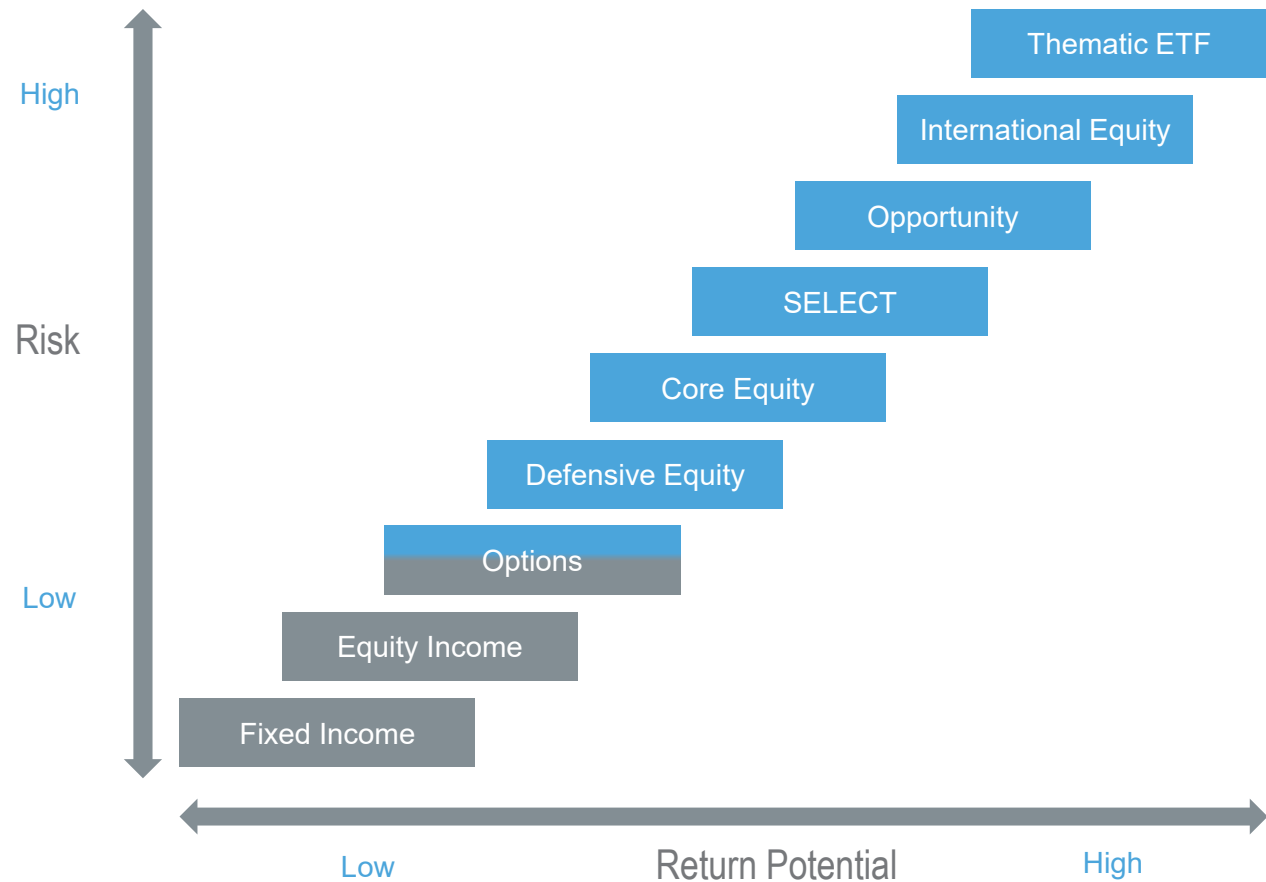 Thematic ETF
High
International Equity
Opportunity
SELECT
Risk
Core Equity
Defensive Equity
Options
Low
Equity Income
Fixed Income
Low
Return Potential
High